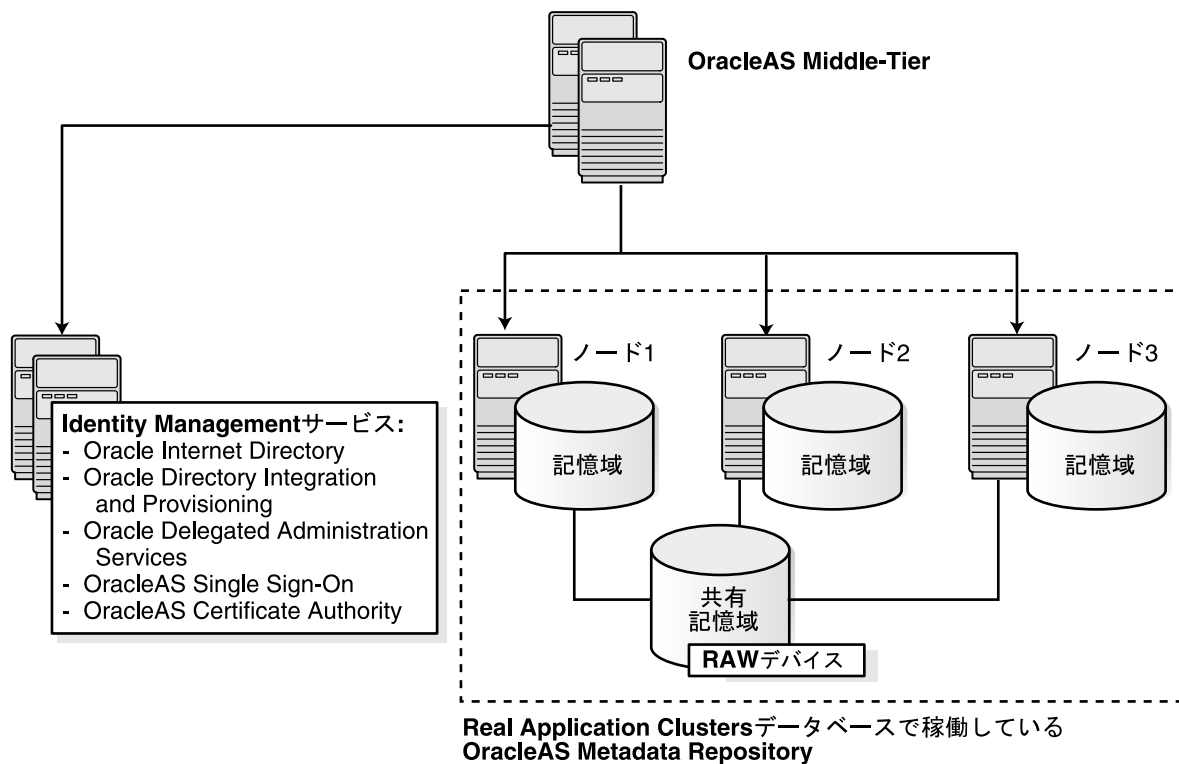 OracleAS Middle-Tier
ノード1
ノード2
ノード3
記憶域
記憶域
記憶域
Identity Managementサービス:
- Oracle Internet Directory
- Oracle Directory Integration
and Provisioning
- Oracle Delegated Administration
Services
- OracleAS Single Sign-On
- OracleAS Certificate Authority
共有
記憶域
RAWデバイス
Real Application Clustersデータベースで稼働している
OracleAS Metadata Repository